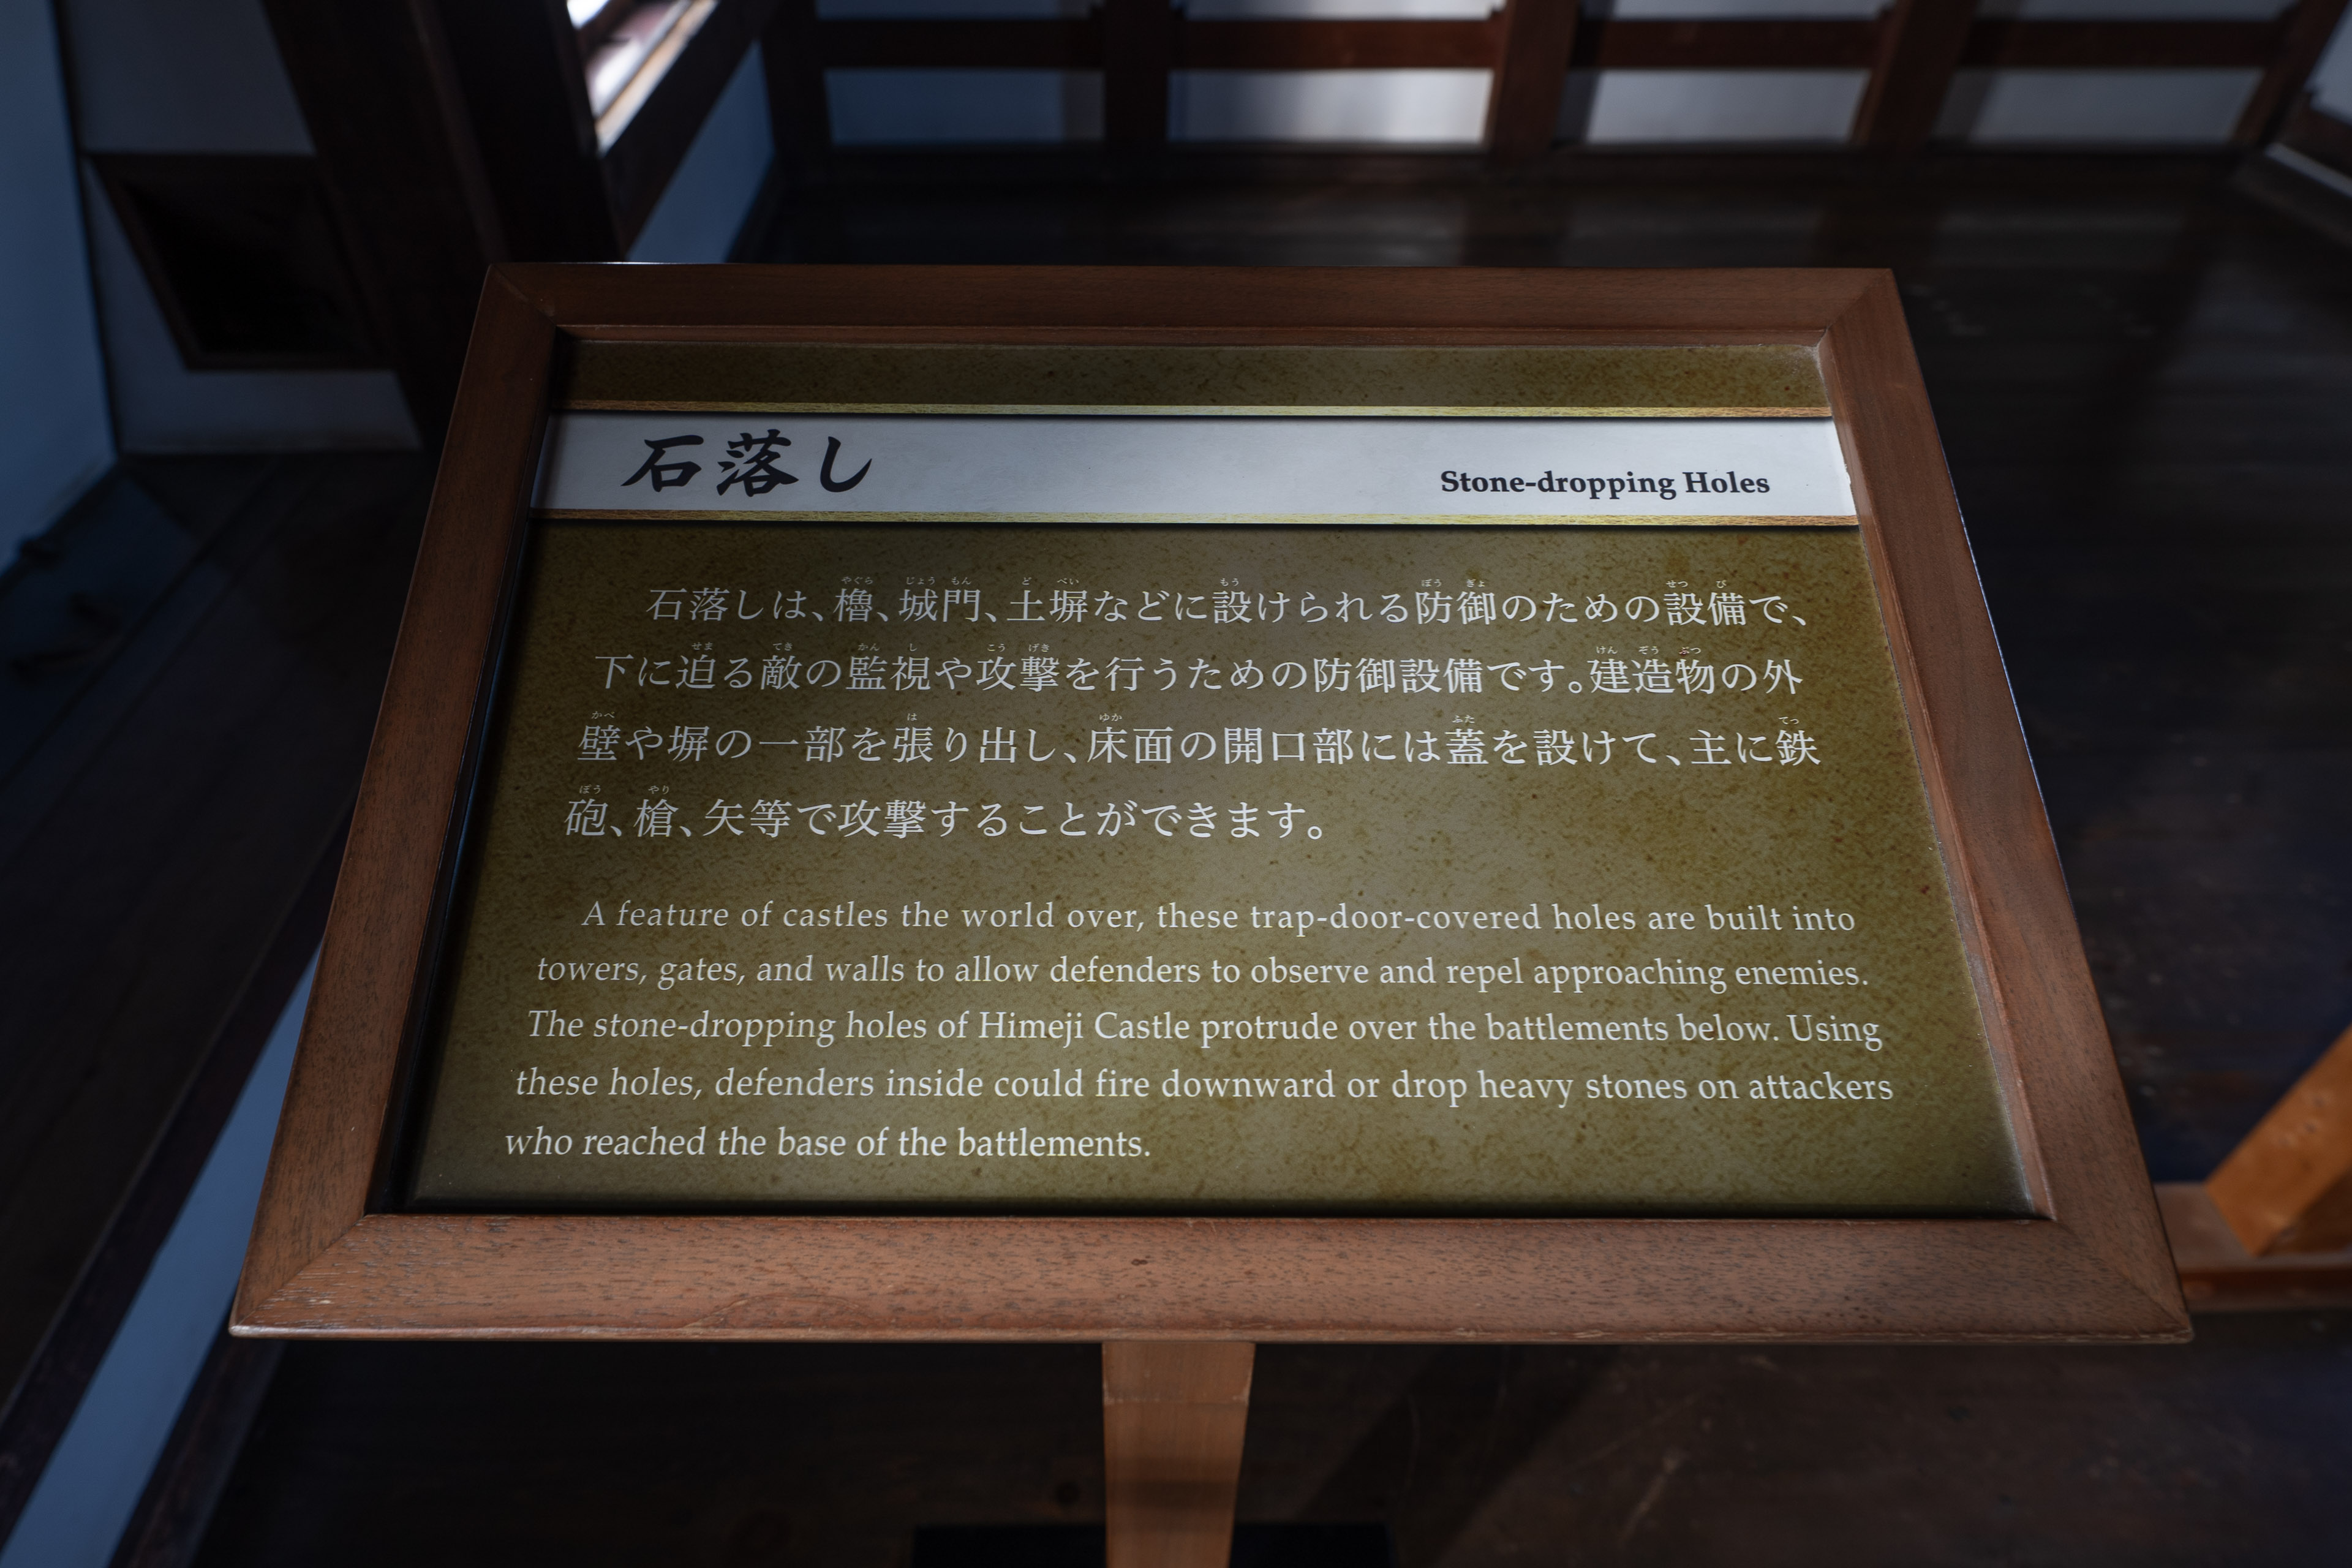 石落し
Stone-dropping Holes
石落しは、櫓、城門、土塀などに設けられる防御のための設備で、
下に迫る敵の監視や攻撃を行うための防御設備です。建造物の外
壁や塀の一部を張り出し、床面の開口部には蓋を設けて、主に鉄
砲、槍、矢等で攻撃することができます。
A feature of castles the world over, these trap-door-covered holes are built into
towers, gates, and walls to allow defenders to observe and repel approaching enemies.
The stone-dropping holes of Himeji Castle protrude over the battlements below. Using
these holes, defenders inside could fire downward or drop heavy stones on attackers
who reached the base of the battlements.